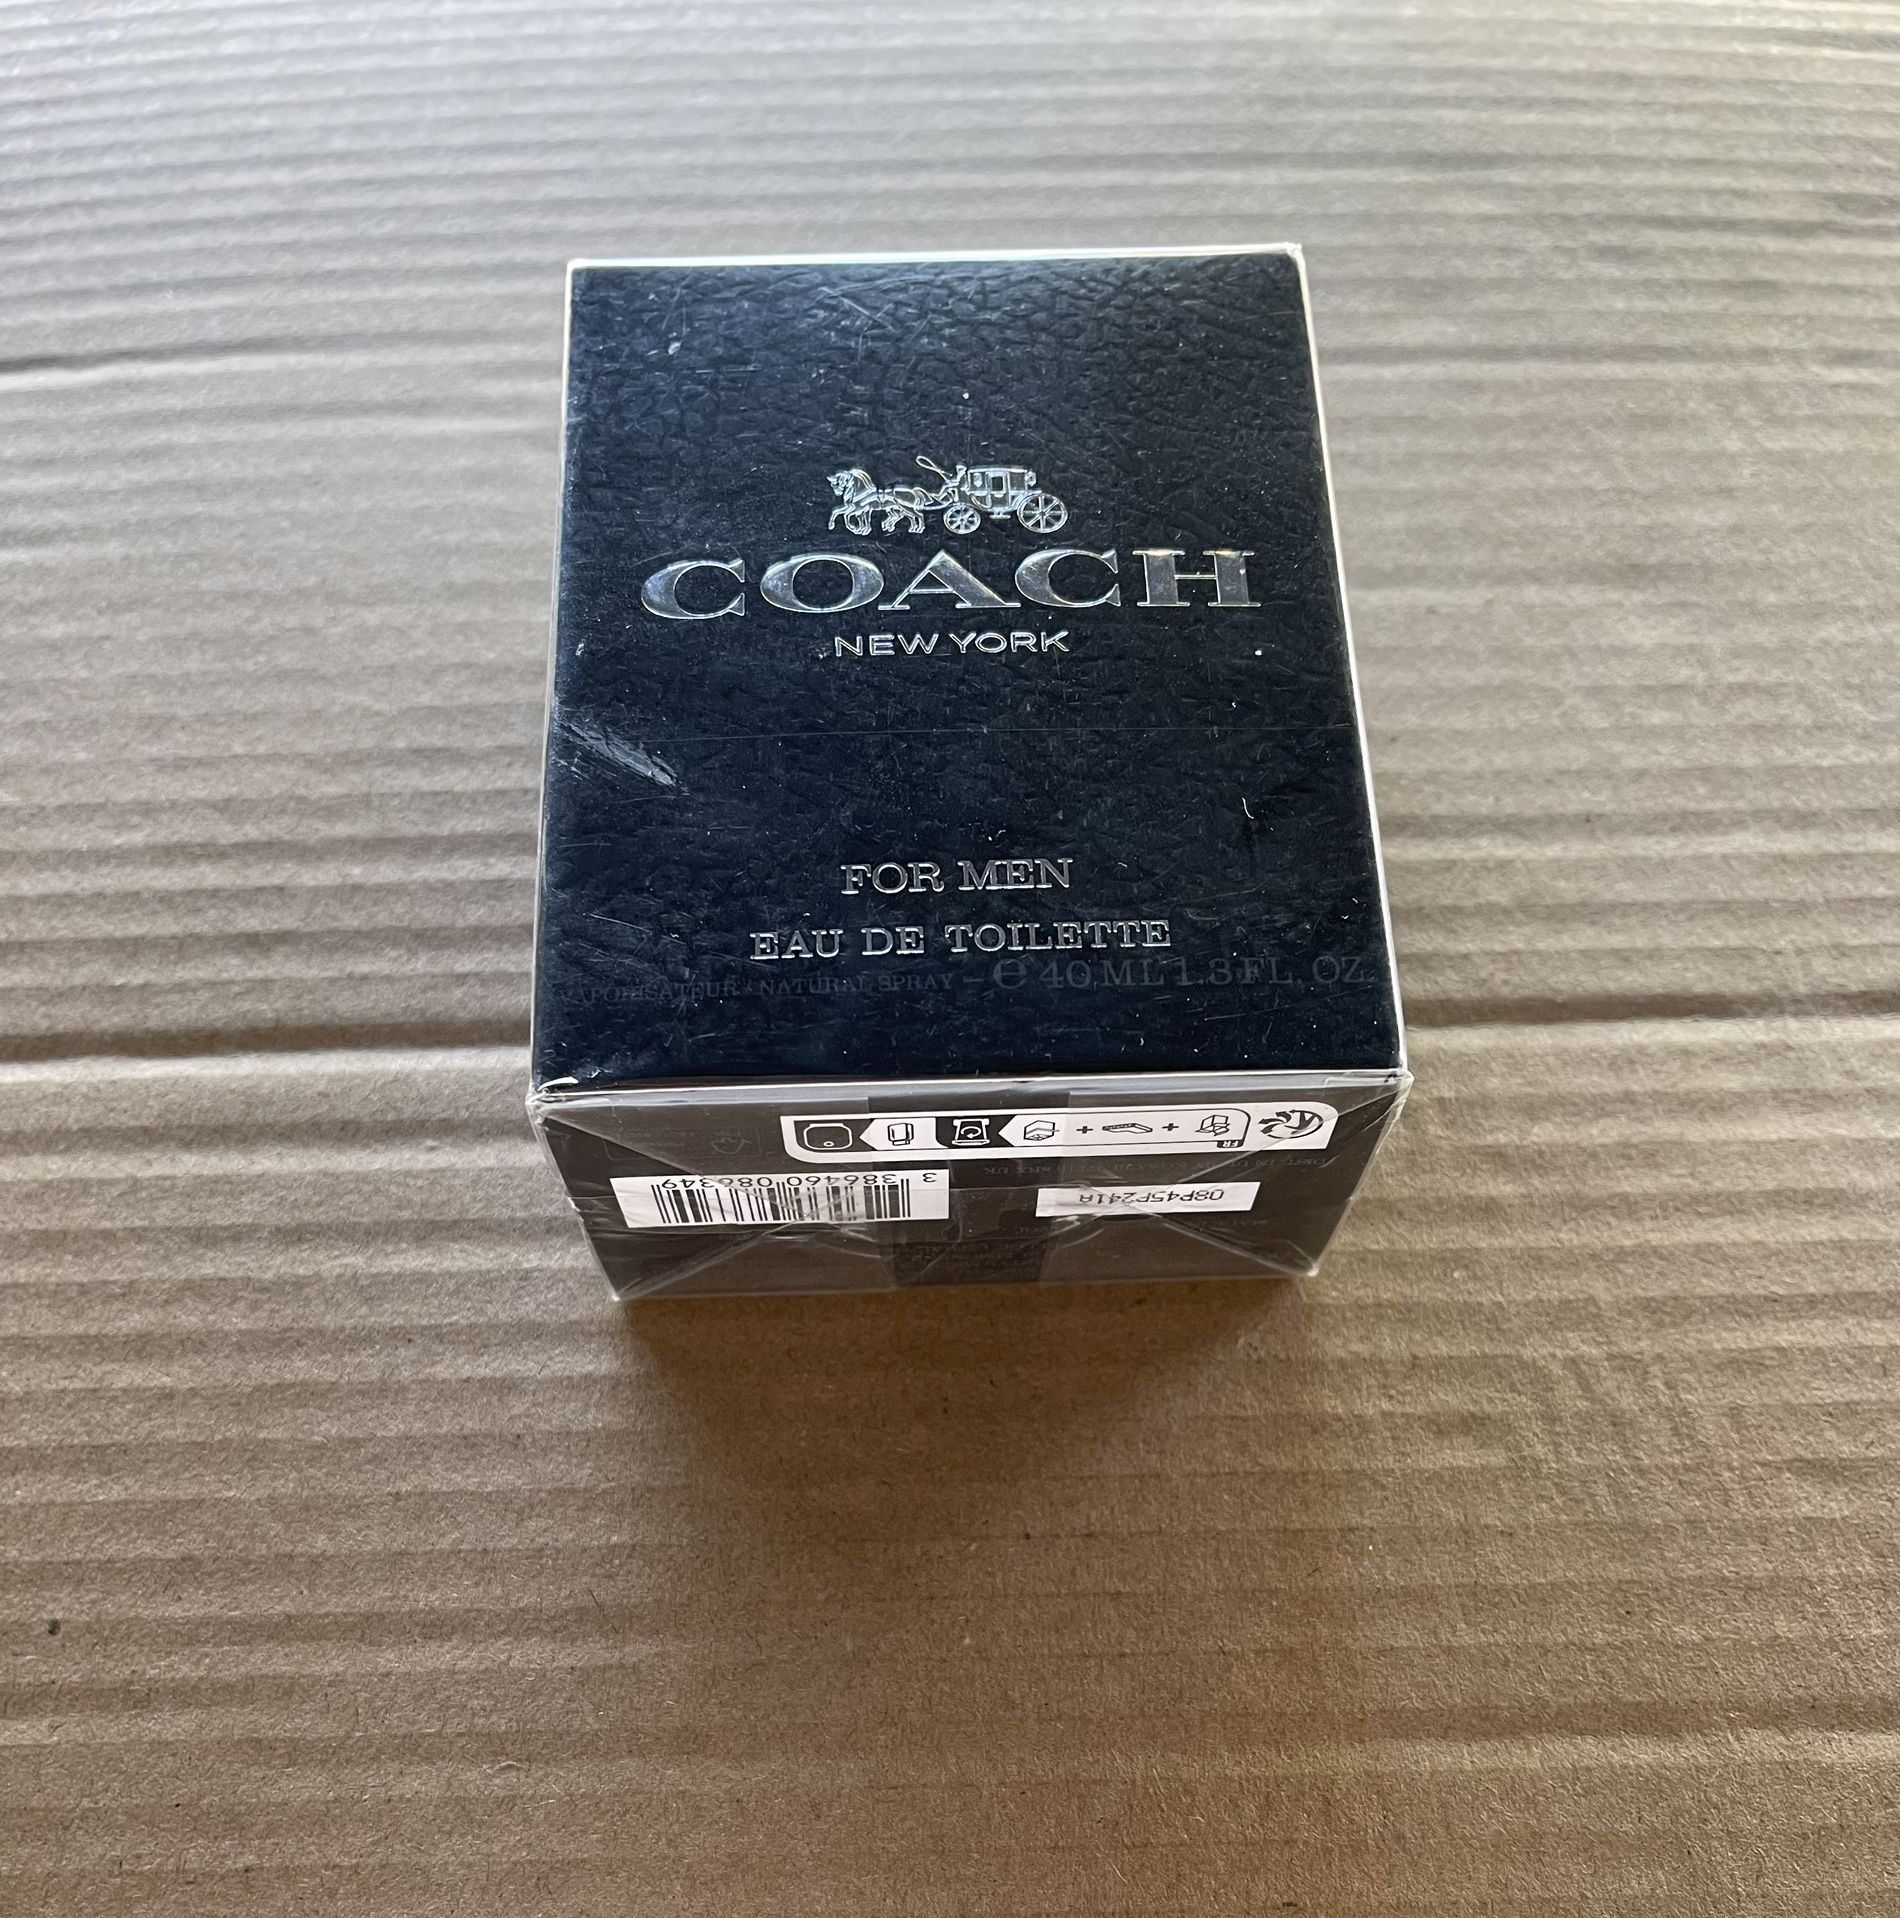 COACH
NEW YORK
FOR MEN
EAU DE TOILETTE
VAPORISATEUR / NATURAL SPRAY – ℮ 40 ML 1.3 FL. OZ.
FR
3 386460 086349
08P45P241A